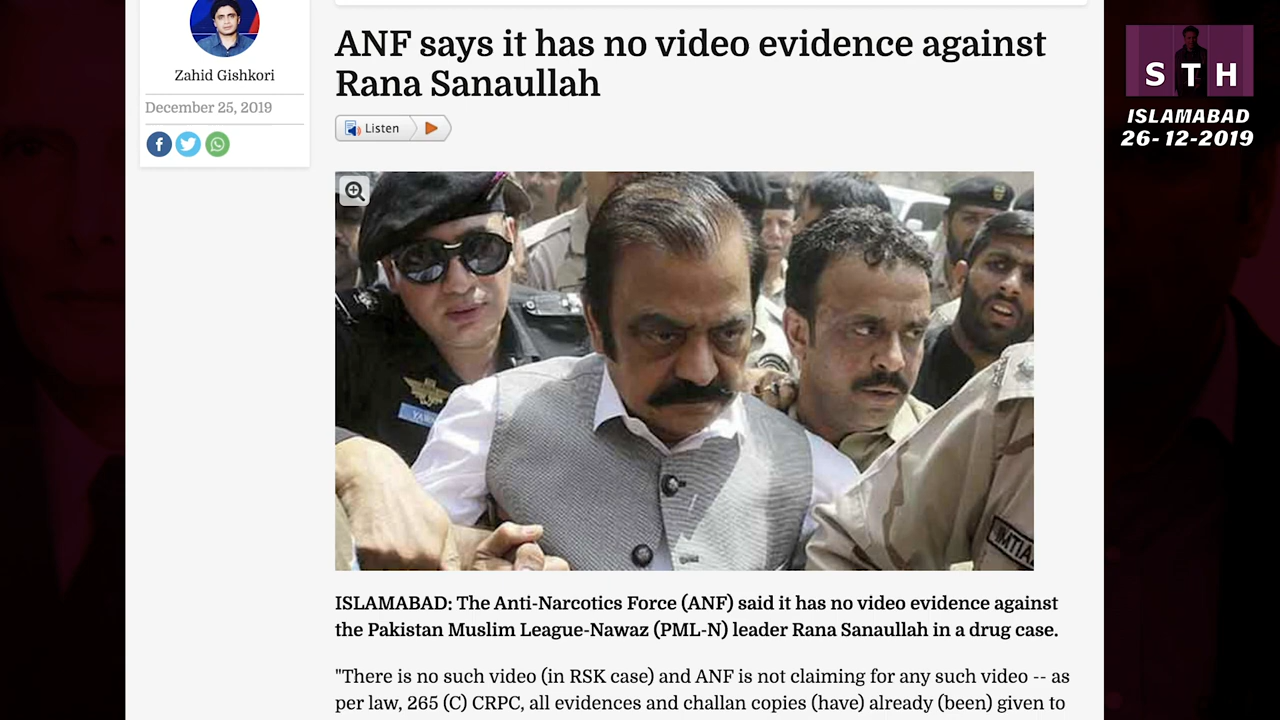 ANF says it has no video evidence against
Rana Sanaullah
Zahid Gishkori
December 25, 2019
Listen
S T H
ISLAMABAD
26-12-2019
ISLAMABAD: The Anti-Narcotics Force (ANF) said it has no video evidence against
the Pakistan Muslim League-Nawaz (PML-N) leader Rana Sanaullah in a drug case.
"There is no such video (in RSK case) and ANF is not claiming for any such video -- as
per law, 265 (C) CRPC, all evidences and challan copies (have) already (been) given to